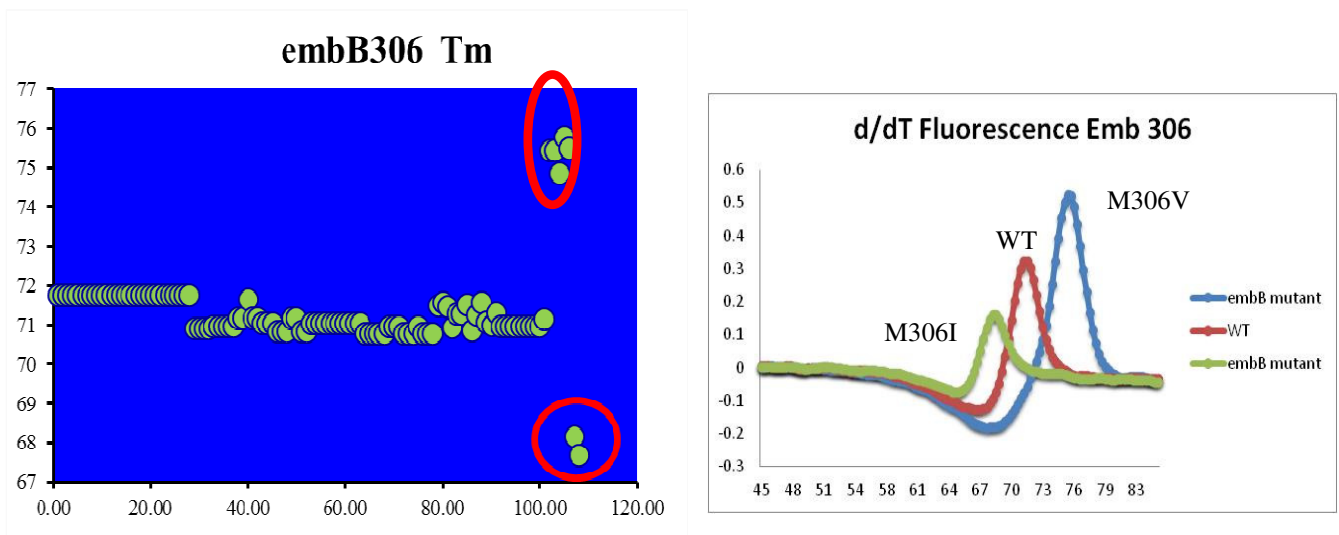 embB306 Tm
77
76
75
74
73
72
71
70
69
68
67
0.00 20.00 40.00 60.00 80.00 100.00 120.00
d/dT Fluorescence Emb 306
0.6
0.5
0.4
0.3
0.2
0.1
0
-0.1
-0.2
-0.3
45 48 51 54 58 61 64 67 70 73 76 79 83
M306V
WT
M306I
embB mutant
WT
embB mutant